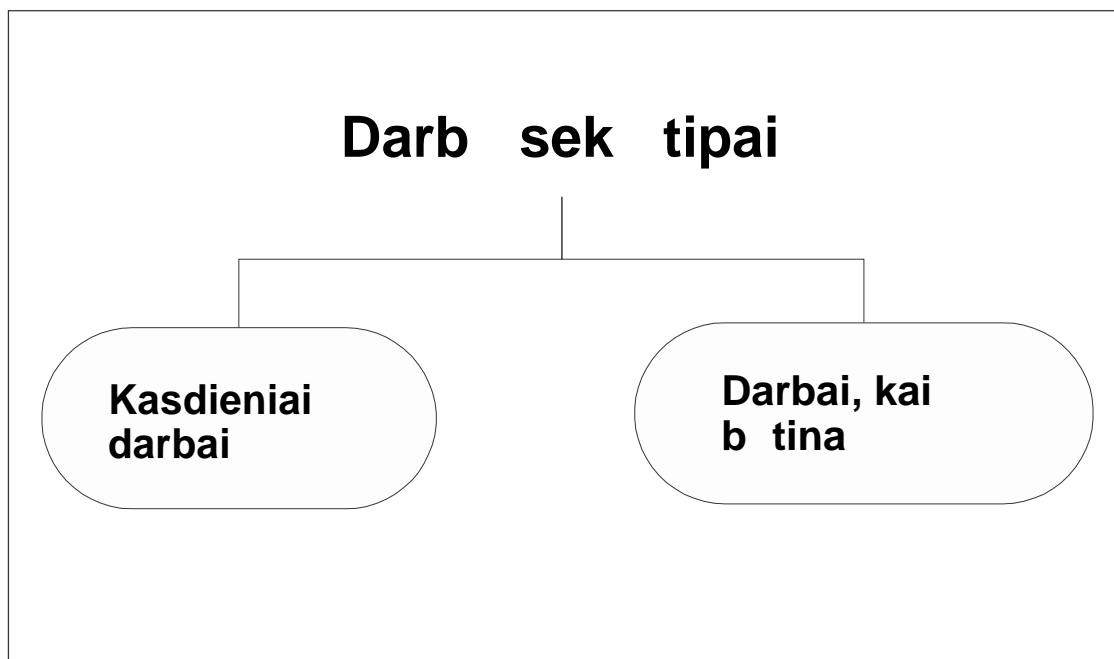 Darb sek tipai
Kasdieniai
darbai
Darbai, kai
b tina